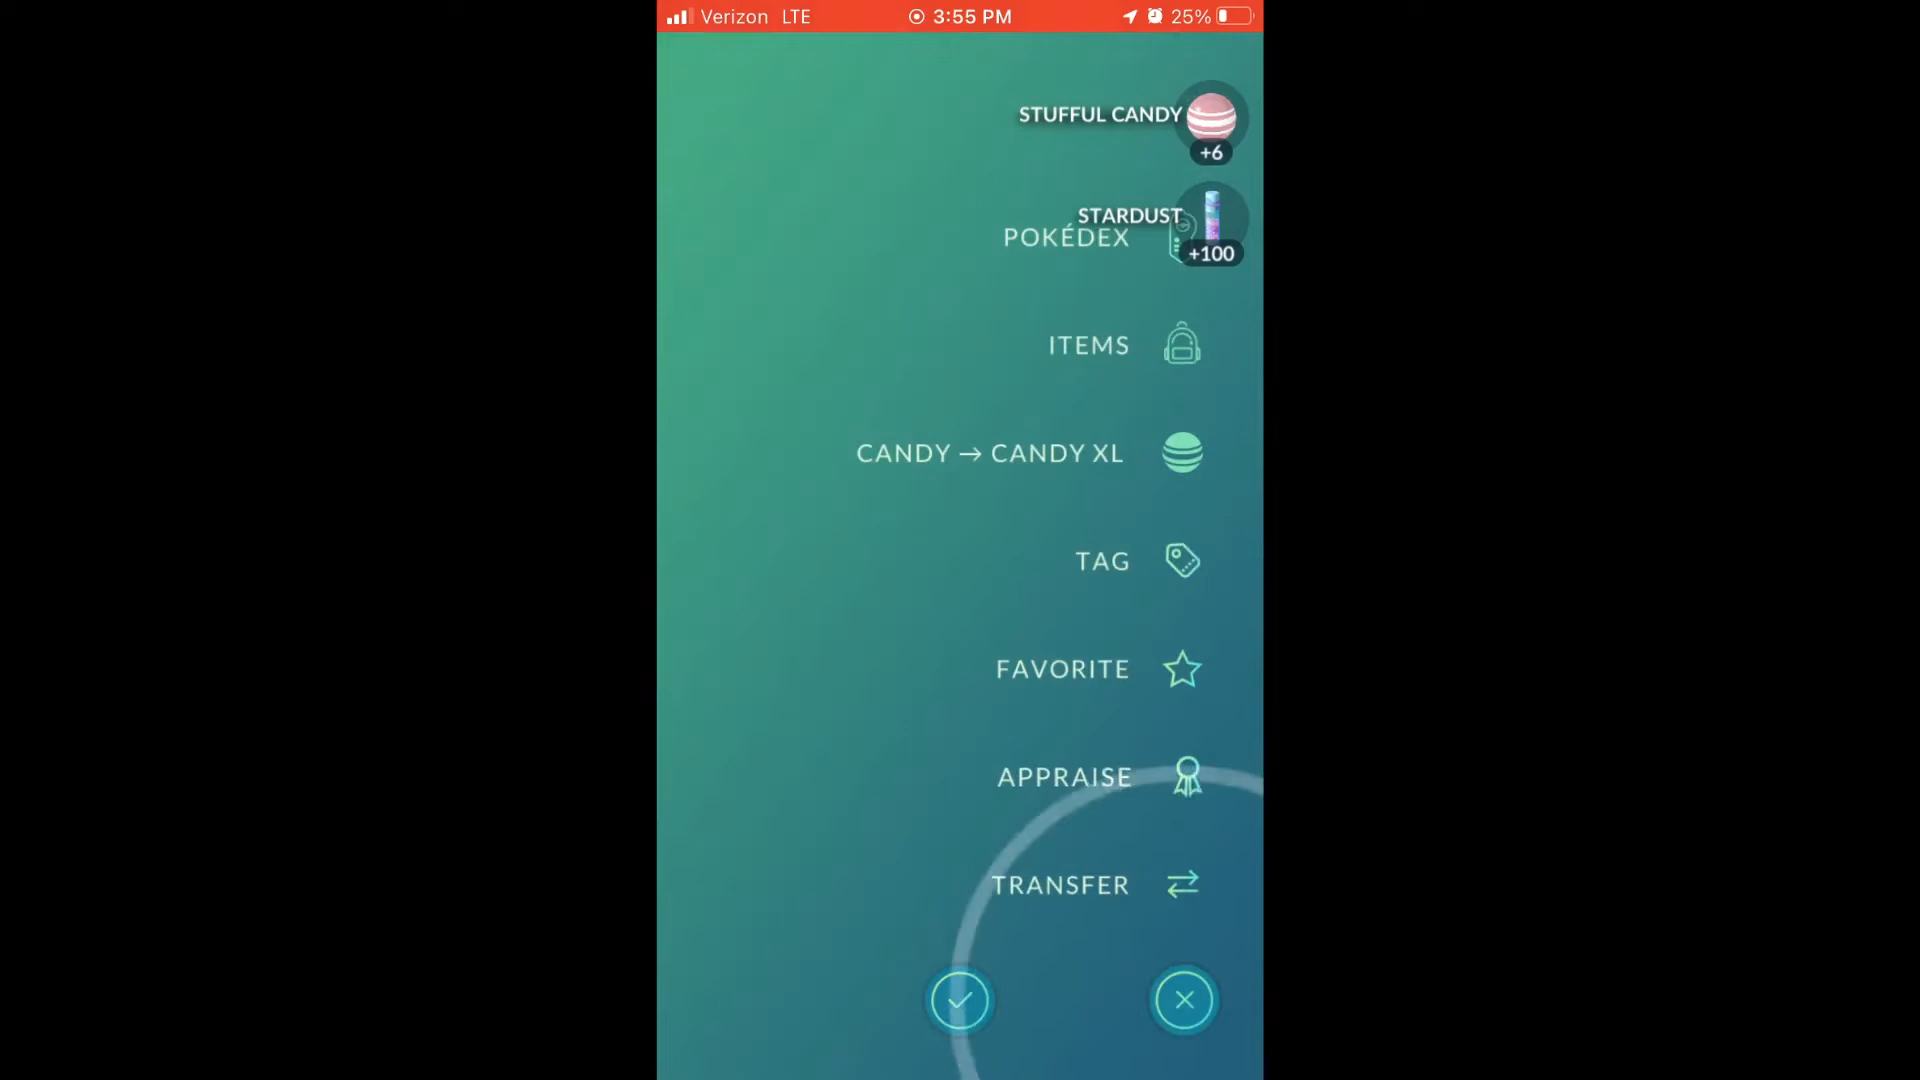 Verizon LTE 3:55 PM 25%
STUFFUL CANDY
+6
STARDUST
POKÉDEX
+100
ITEMS
CANDY → CANDY XL
TAG
FAVORITE
APPRAISE
TRANSFER